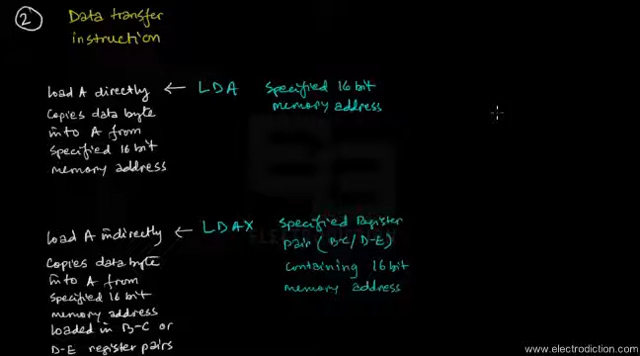 2 Data transfer
instruction
load A directly ← LDA Specified 16 bit
memory address
Copies data byte
into A from
specified 16 bit
memory address
load A indirectly ← LDAX Specified Register
pair (B-C/D-E)
containing 16 bit
memory address
Copies data byte
into A from
specified 16 bit
memory address
loaded in B-C or
D-E register pairs
www.electrodiction.com